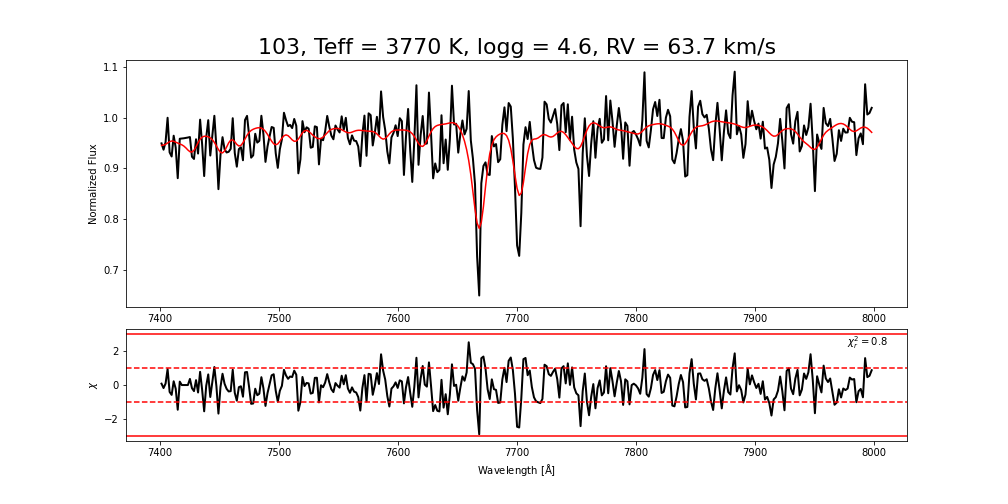 103, Teff = 3770 K, logg = 4.6, RV = 63.7 km/s
1.1
1.0
0.9
0.8
0.7
Normalized Flux
7400 7500 7600 7700 7800 7900 8000
χ²ᵣ = 0.8
2
0
−2
χ
7400 7500 7600 7700 7800 7900 8000
Wavelength [Å]